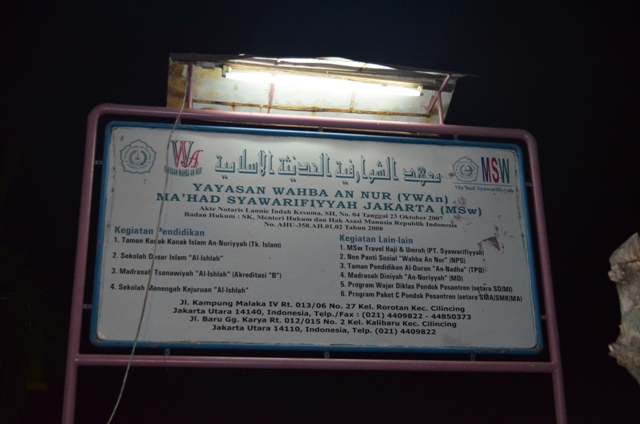 معهد الشوارفية الحديثة الإسلامية
WA
WAHBA AN NUR
MSW
Ma'had Syawarifiyyah
YAYASAN WAHBA AN NUR (YWAn)
MA'HAD SYAWARIFIYYAH JAKARTA (MSw)
Akte Notaris Lannie Indah Kesuma, SH, No. 04 Tanggal 23 Oktober 2007
Badan Hukum : SK, Menteri Hukum dan Hak Asasi Manusia Republik Indonesia
No. AHU-358.AH.01.02 Tahun 2008
Kegiatan Pendidikan
1. Taman Kanak-Kanak Islam An-Nuriyyah (Tk. Islam)
2. Sekolah Dasar Islam "Al-Ishlah"
3. Madrasah Tsanawiyah "Al-Ishlah" (Akreditasi "B")
4. Sekolah Menengah Kejuruan "Al-Ishlah"
Kegiatan Lain-lain
1. MSw Travel Haji & Umroh (PT. Syawarifiyyah)
2. Non Panti Sosial "Wahba An Nur" (NPS)
3. Taman Pendidikan Al-Quran "An-Nadha" (TPQ)
4. Madrasah Diniyah "An-Nuriyyah" (MD)
5. Program Wajar Diklas Pondok Pesantren (setara SD/MI)
6. Program Paket C Pondok Pesantren (setara SMA/SMK/MA)
Jl. Kampung Malaka IV Rt. 013/06 No. 27 Kel. Rorotan Kec. Cilincing
Jakarta Utara 14140, Indonesia, Telp./Fax : (021) 4409822 - 44850373
Jl. Baru Gg. Karya Rt. 012/015 No. 2 Kel. Kalibaru Kec. Cilincing
Jakarta Utara 14110, Indonesia, Telp. (021) 4409822